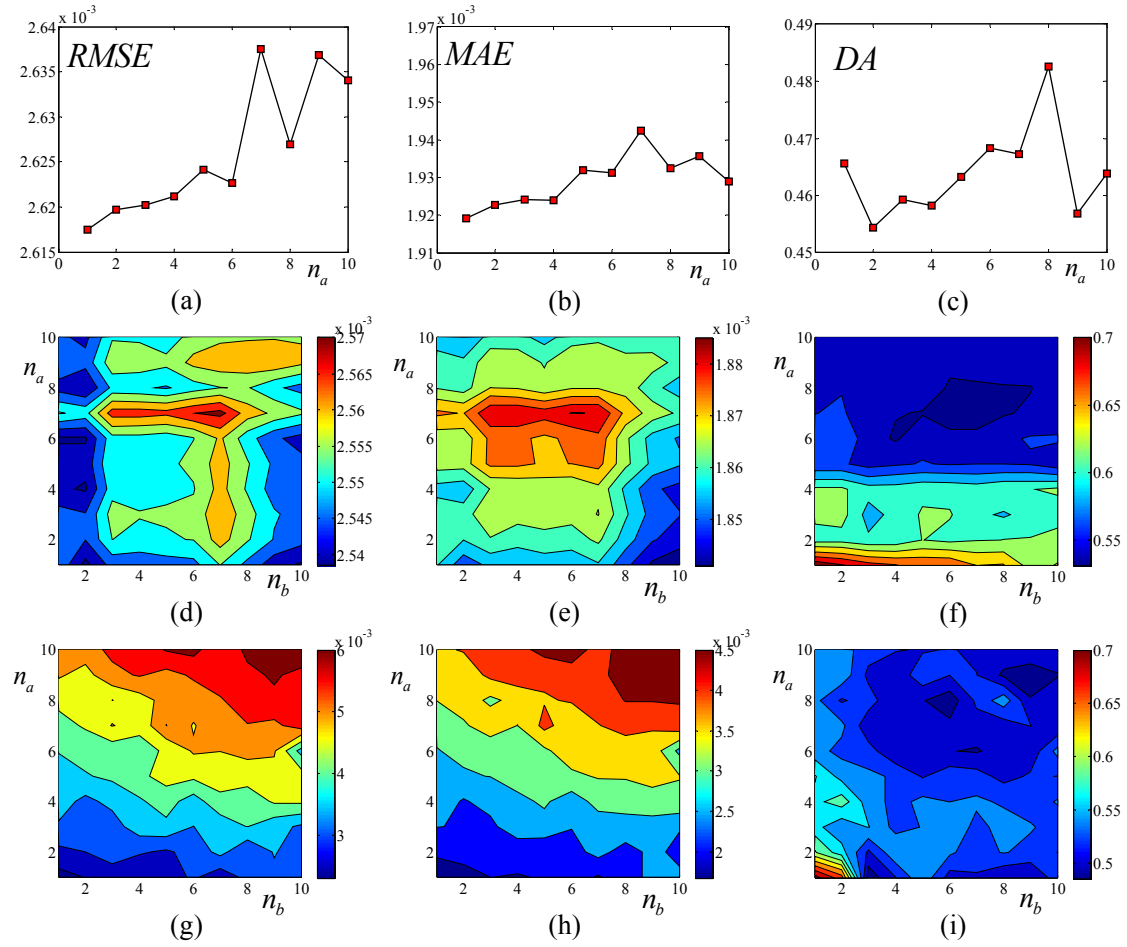 x 10⁻³
2.64
2.635
2.63
2.625
2.62
2.615
RMSE
0 2 4 6 8 10
n_a
(a)
x 10⁻³
1.97
1.96
1.95
1.94
1.93
1.92
1.91
MAE
0 2 4 6 8 10
n_a
(b)
0.49
0.48
0.47
0.46
0.45
DA
0 2 4 6 8 10
n_a
(c)
10
n_a
8
6
4
2
2 4 6 8 10
n_b
x 10⁻³
2.57
2.565
2.56
2.555
2.55
2.545
2.54
(d)
10
n_a
8
6
4
2
2 4 6 8 10
n_b
x 10⁻³
1.88
1.87
1.86
1.85
(e)
10
n_a
8
6
4
2
2 4 6 8 10
n_b
0.7
0.65
0.6
0.55
(f)
10
n_a
8
6
4
2
2 4 6 8 10
n_b
x 10⁻³
6
5
4
3
(g)
10
n_a
8
6
4
2
2 4 6 8 10
n_b
x 10⁻³
4.5
4
3.5
3
2.5
2
(h)
10
n_a
8
6
4
2
2 4 6 8 10
n_b
0.7
0.65
0.6
0.55
0.5
(i)